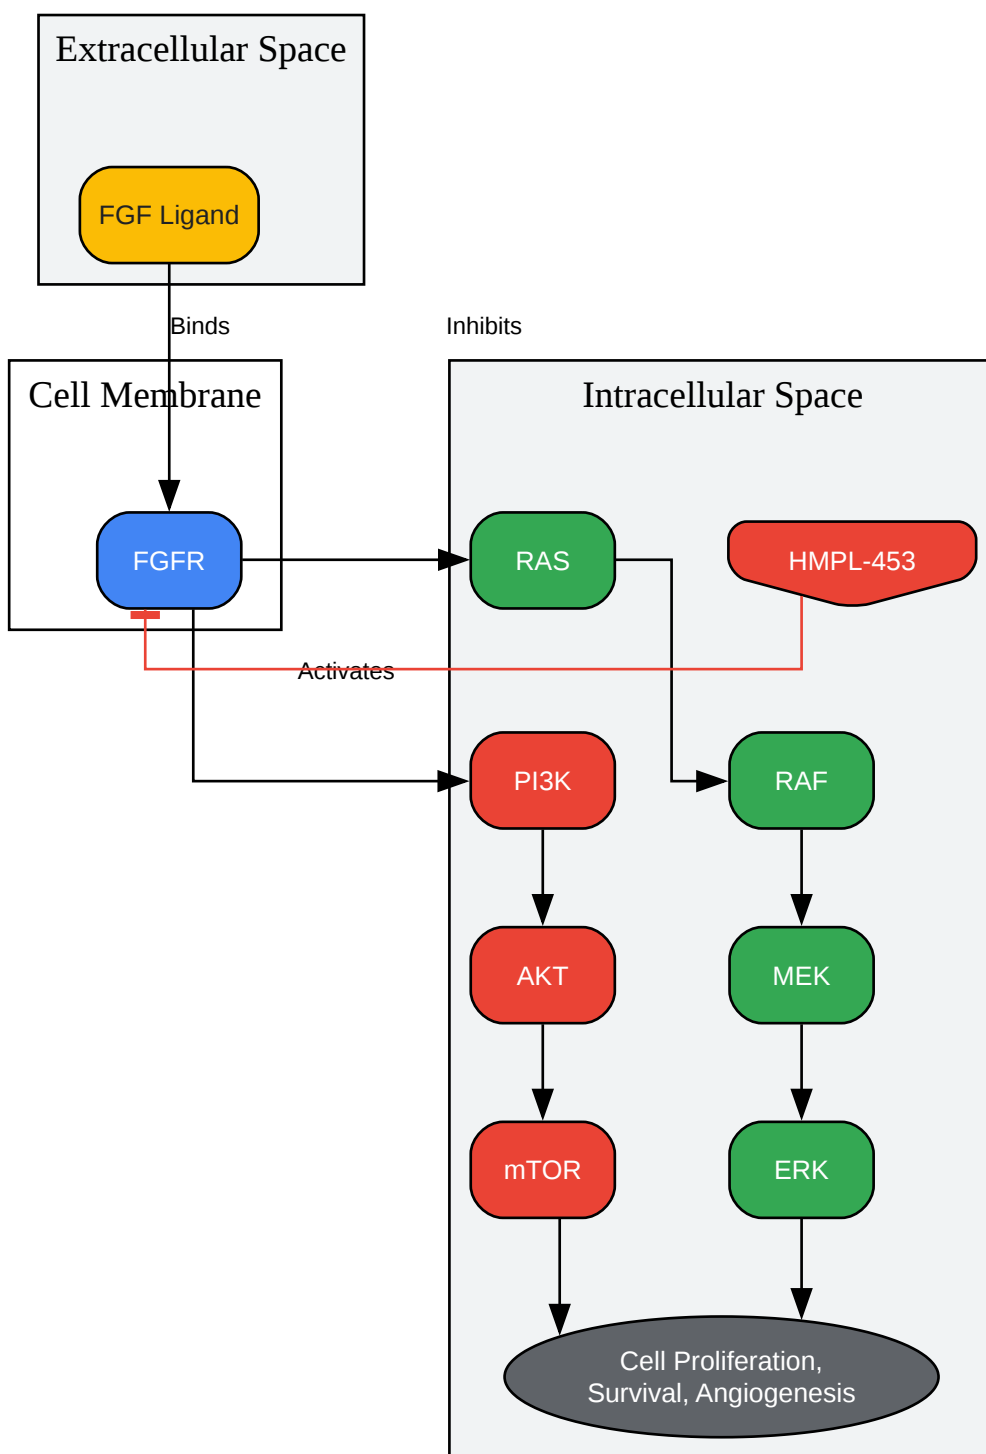 Extracellular Space
FGF Ligand
Binds
Inhibits
Cell Membrane
Intracellular Space
FGFR
RAS
HMPL-453
Activates
PI3K
RAF
AKT
MEK
mTOR
ERK
Cell Proliferation,
Survival, Angiogenesis